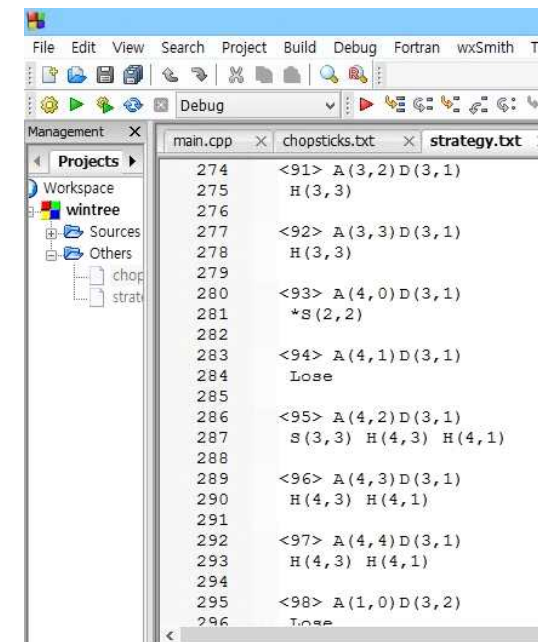 File Edit View Search Project Build Debug Fortran wxSmith T
Debug
Management X
Projects
Workspace
wintree
Sources
Others
chop
strat
main.cpp X chopsticks.txt X strategy.txt
274 <91> A(3,2)D(3,1)
275 H(3,3)
276
277 <92> A(3,3)D(3,1)
278 H(3,3)
279
280 <93> A(4,0)D(3,1)
281 *S(2,2)
282
283 <94> A(4,1)D(3,1)
284 Lose
285
286 <95> A(4,2)D(3,1)
287 S(3,3) H(4,3) H(4,1)
288
289 <96> A(4,3)D(3,1)
290 H(4,3) H(4,1)
291
292 <97> A(4,4)D(3,1)
293 H(4,3) H(4,1)
294
295 <98> A(1,0)D(3,2)
296 Lose